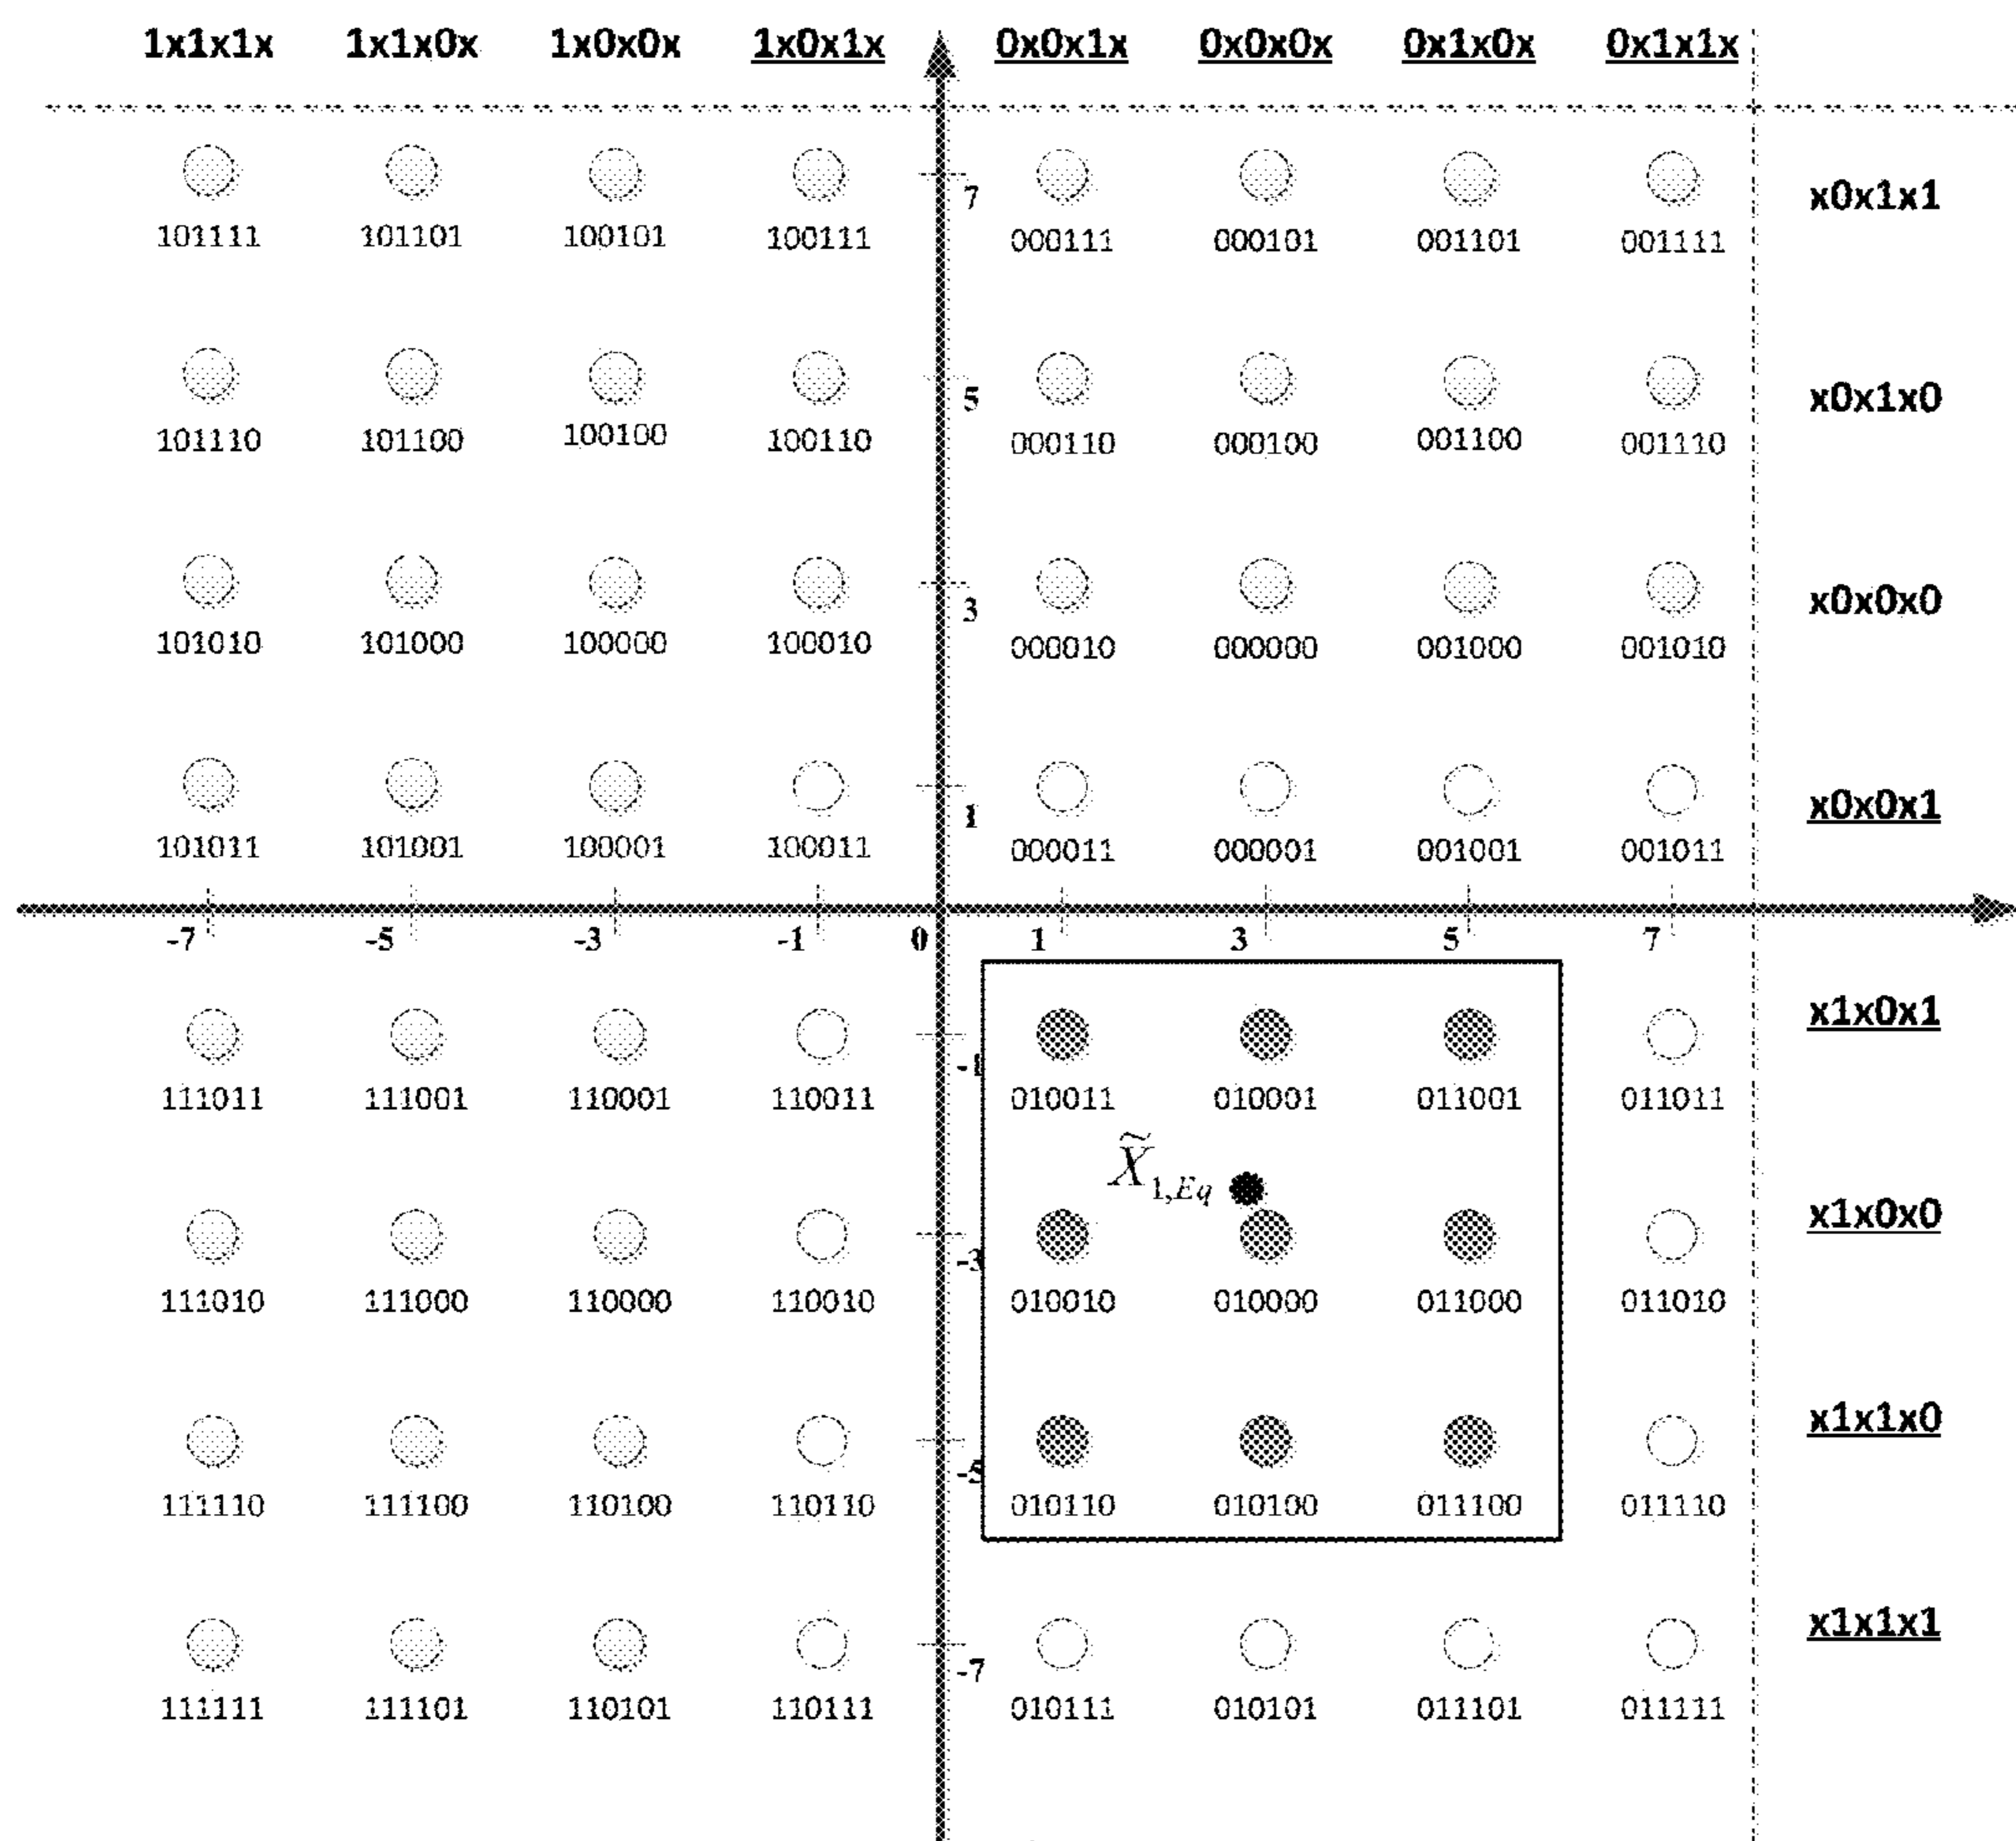 1x1x1x 1x1x0x 1x0x0x 1x0x1x 0x0x1x 0x0x0x 0x1x0x 0x1x1x
7 x0x1x1
101111 101101 100101 100111 000111 000101 001101 001111
5 x0x1x0
101110 101100 100100 100110 000110 000100 001100 001110
3 x0x0x0
101010 101000 100000 100010 000010 000000 001000 001010
1 x0x0x1
101011 101001 100001 100011 000011 000001 001001 001011
-7 -5 -3 -1 0 1 3 5 7
x1x0x1
-1
111011 111001 110001 110011 010011 010001 011001 011011
X̃1,Eq
x1x0x0
-3
111010 111000 110000 110010 010010 010000 011000 011010
x1x1x0
-5
111110 111100 110100 110110 010110 010100 011100 011110
x1x1x1
-7
111111 111101 110101 110111 010111 010101 011101 011111